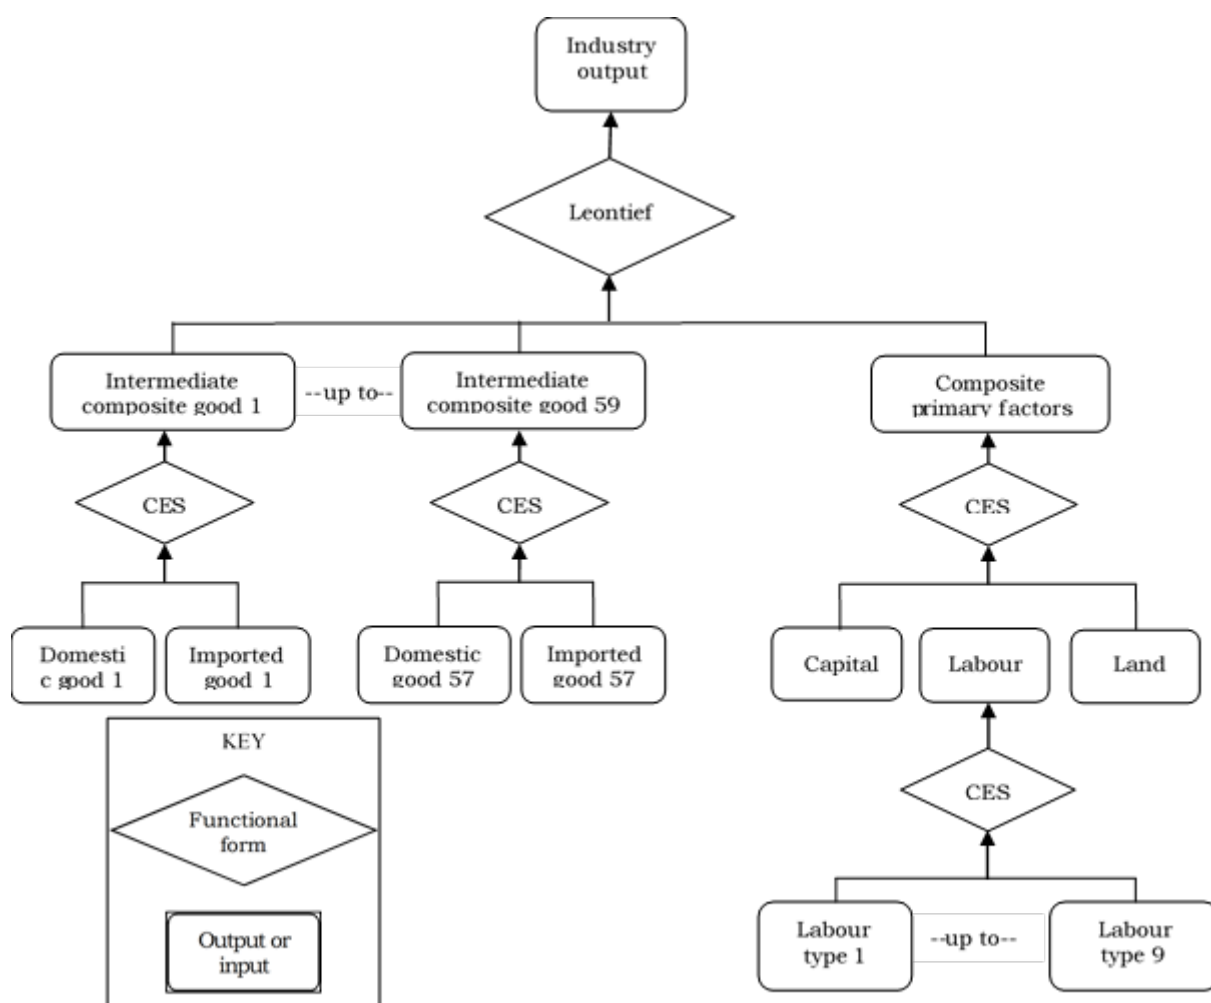 Industry
output
Leontief
Intermediate
composite good 1
--up to--
Intermediate
composite good 59
Composite
primary factors
CES
CES
CES
Domesti
c good 1
Imported
good 1
Domestic
good 57
Imported
good 57
Capital
Labour
Land
KEY
Functional
form
Output or
input
CES
Labour
type 1
--up to--
Labour
type 9